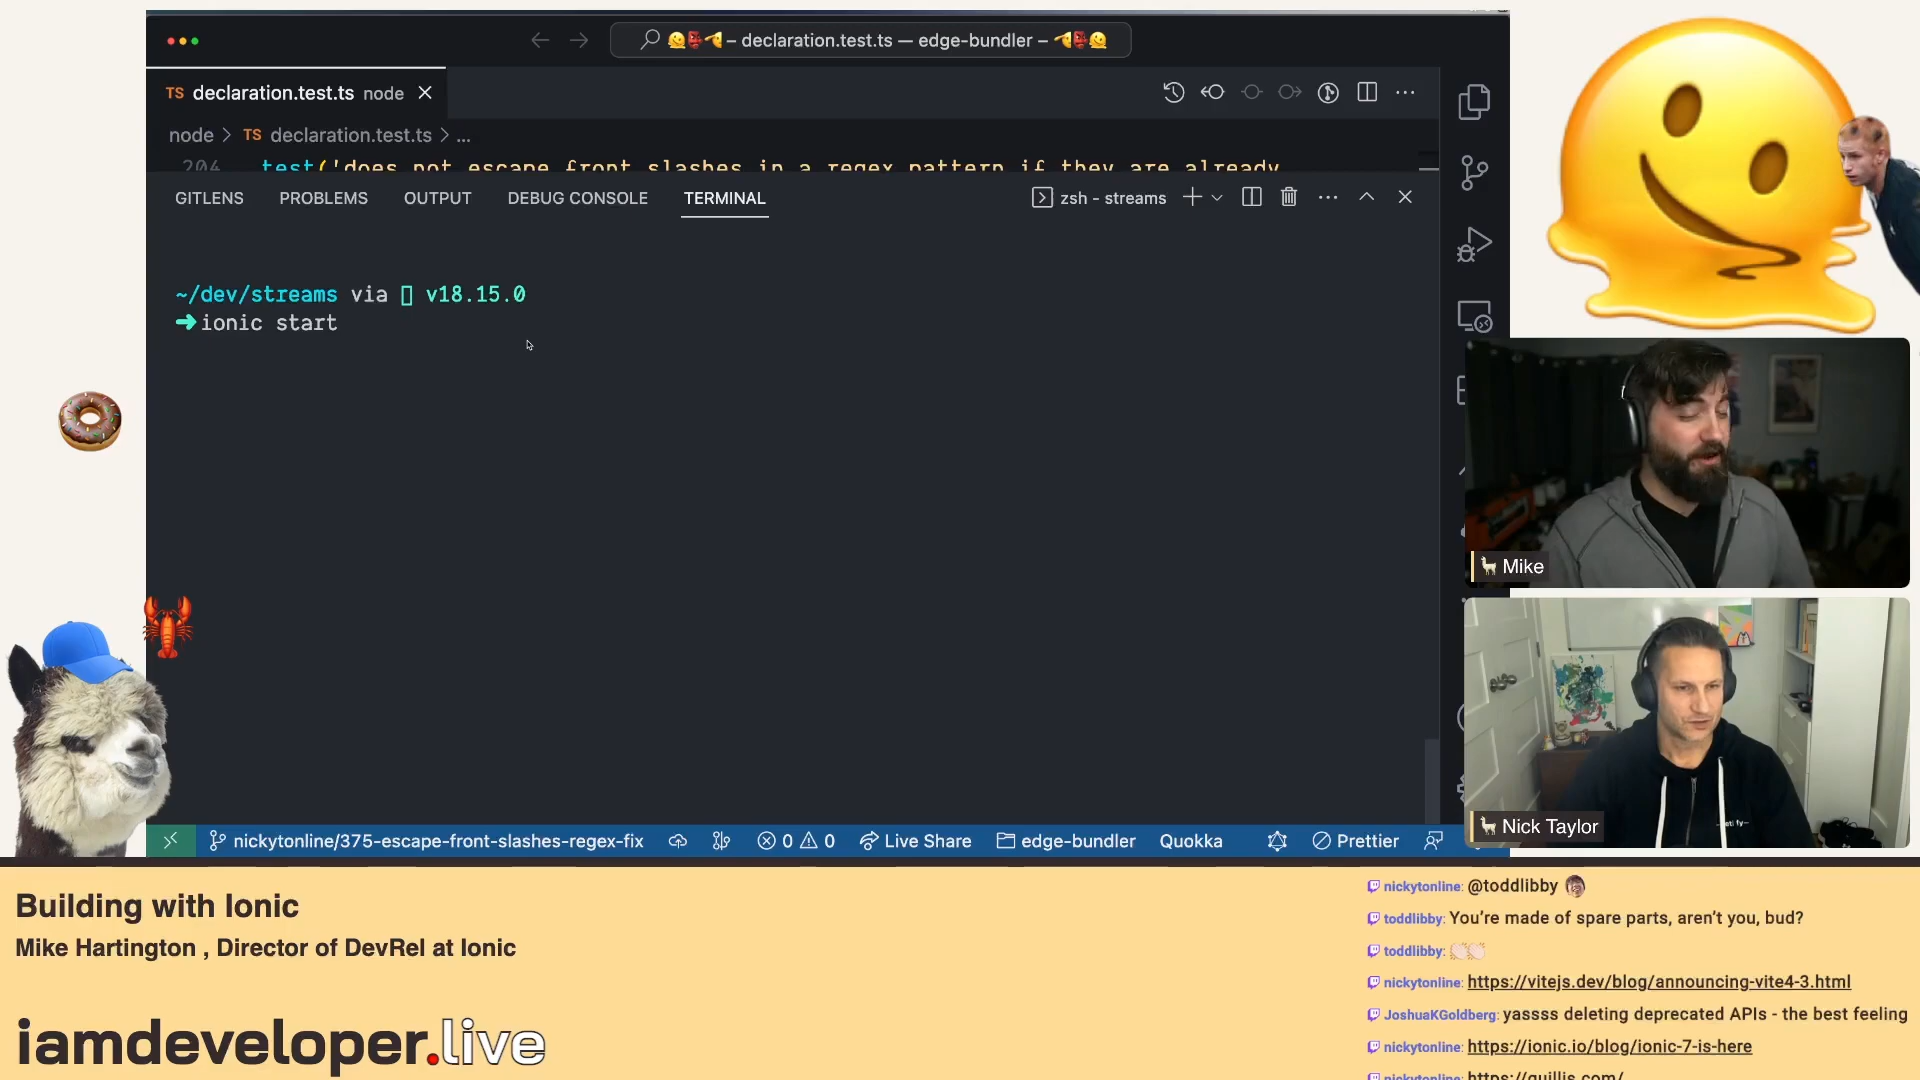 – declaration.test.ts — edge-bundler –
TS declaration.test.ts node
node > TS declaration.test.ts > ...
204 test('does not escape front slashes in a regex pattern if they are already
GITLENS PROBLEMS OUTPUT DEBUG CONSOLE TERMINAL zsh - streams
~/dev/streams via v18.15.0
➜ ionic start
Mike
Nick Taylor
nickytonline/375-escape-front-slashes-regex-fix 0 0 Live Share edge-bundler Quokka Prettier
Building with Ionic
Mike Hartington , Director of DevRel at Ionic
iamdeveloper.live
nickytonline: @toddlibby
toddlibby: You're made of spare parts, aren't you, bud?
toddlibby:
nickytonline: https://vitejs.dev/blog/announcing-vite4-3.html
JoshuaKGoldberg: yassss deleting deprecated APIs - the best feeling
nickytonline: https://ionic.io/blog/ionic-7-is-here
nickytonline: https://quillis.com/